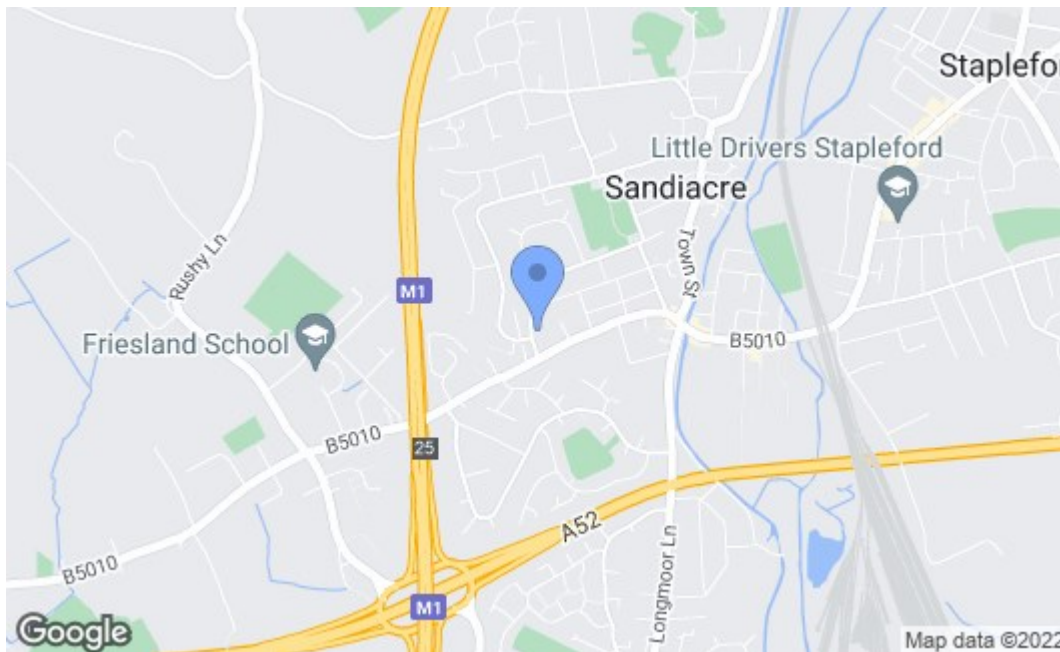 Staplefo
Little Drivers Stapleford
Sandiacre
Rushy Ln
Town St
M1
Friesland School
B5010
B5010
25
A52
B5010
Longmoor Ln
M1
Google
Map data ©2022